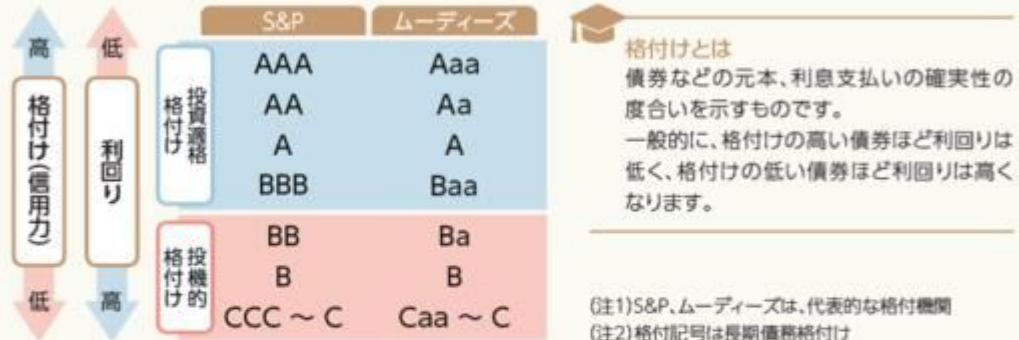 S&P ムーディーズ
高 低
格付け(信用力)
利回り
低 高
投資適格
格付け
AAA Aaa
AA Aa
A A
BBB Baa
投機的
格付け
BB Ba
B B
CCC ～ C Caa ～ C
格付けとは
債券などの元本、利息支払いの確実性の
度合いを示すものです。
一般的に、格付けの高い債券ほど利回りは
低く、格付けの低い債券ほど利回りは高く
なります。
(注1)S&P、ムーディーズは、代表的な格付機関
(注2)格付記号は長期債務格付け